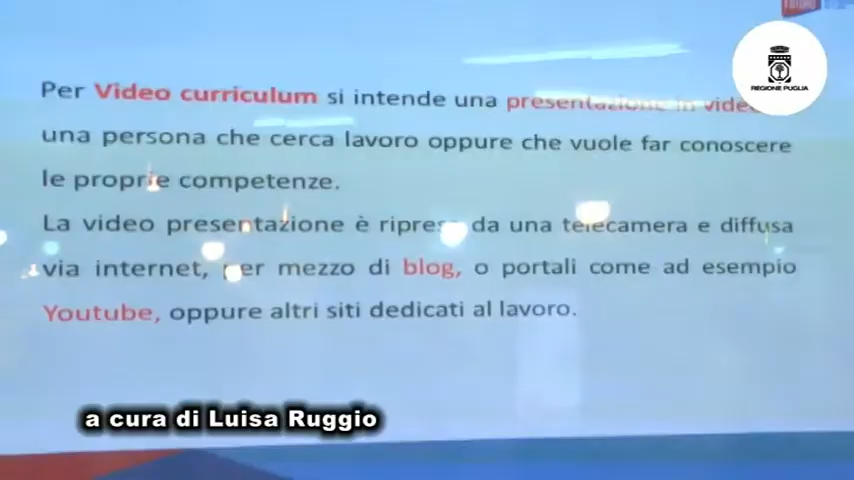 FUTURO
REGIONE PUGLIA
Per Video curriculum si intende una presentazione in video
una persona che cerca lavoro oppure che vuole far conoscere
le proprie competenze.
La video presentazione è ripresa da una telecamera e diffusa
via internet, per mezzo di blog, o portali come ad esempio
Youtube, oppure altri siti dedicati al lavoro.
a cura di Luisa Ruggio